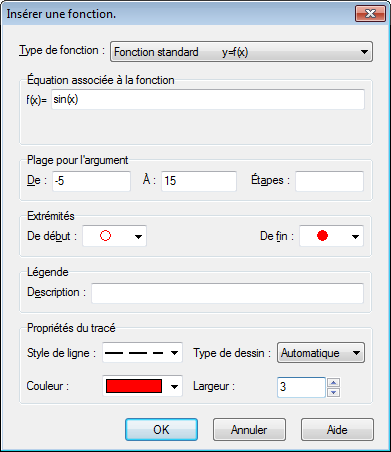 Insérer une fonction.
Type de fonction : Fonction standard y=f(x)
Équation associée à la fonction
f(x)= sin(x)
Plage pour l'argument
De : -5 À : 15 Étapes :
Extrémités
De début : De fin :
Légende
Description :
Propriétés du tracé
Style de ligne : Type de dessin : Automatique
Couleur : Largeur : 3
OK Annuler Aide